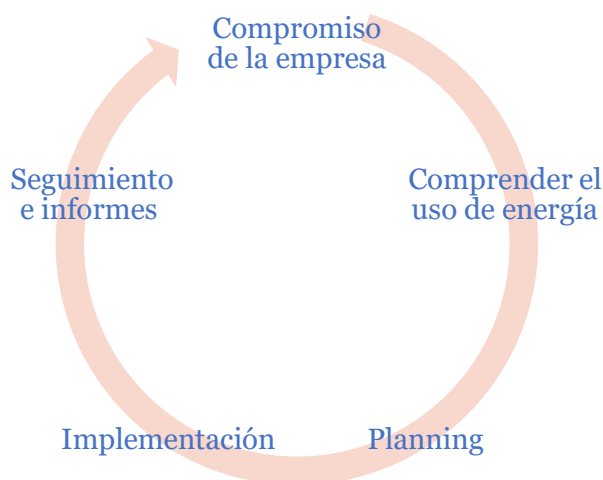 Compromiso
de la empresa
Comprender el
uso de energía
Planning
Implementación
Seguimiento
e informes